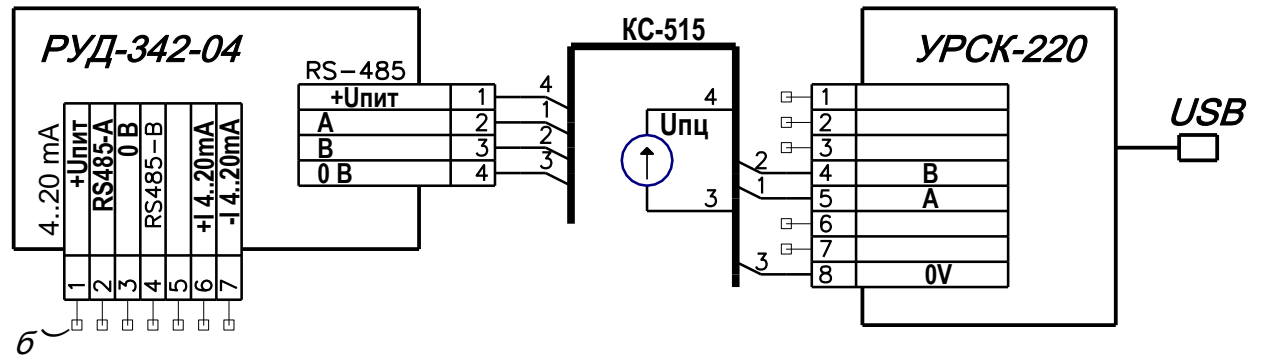 КС-515
РУД-342-04
УРСК-220
RS-485
+Uпит 1 4
А 2 1
В 3 2
0 В 4 3
4..20 mA
+Uпит 1
RS485-A 2
0 В 3
RS485-B 4
5
+I 4..20mA 6
-I 4..20mA 7
б
4
Uпц
3
1
2
3
2 4 В
1 5 А
6
7
3 8 0V
USB